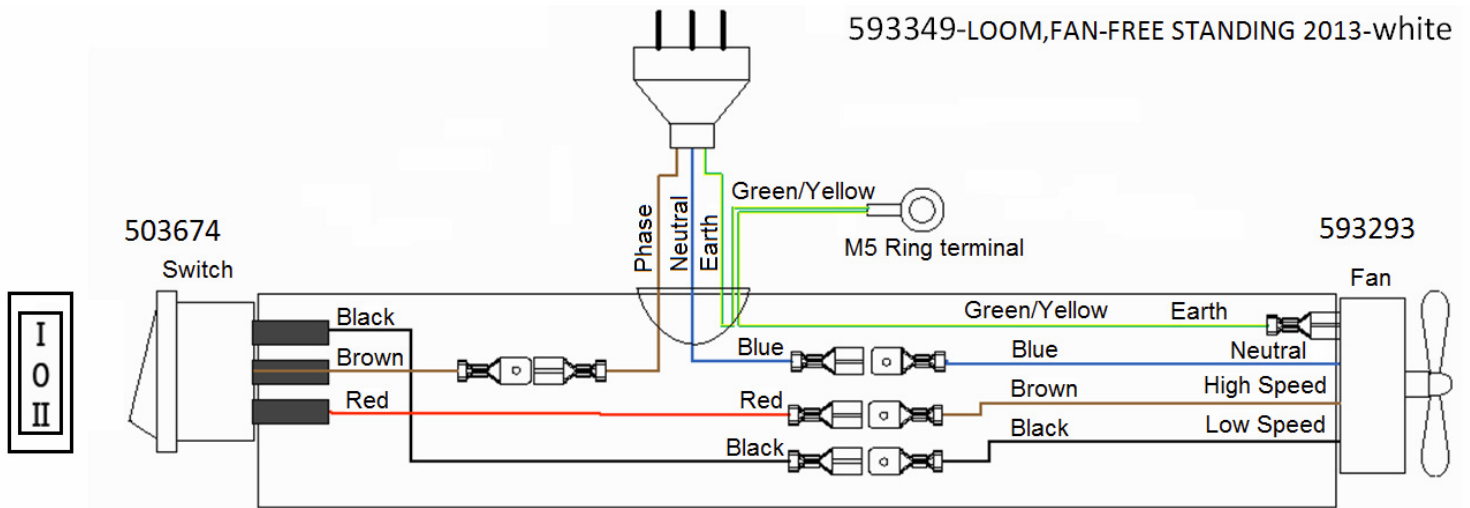 593349-LOOM,FAN-FREE STANDING 2013-white
Green/Yellow
M5 Ring terminal
Phase
Neutral
Earth
503674
Switch
593293
Fan
I
O
II
Black
Brown
Red
Green/Yellow Earth
Blue Blue Neutral
Red Brown High Speed
Black Black Low Speed